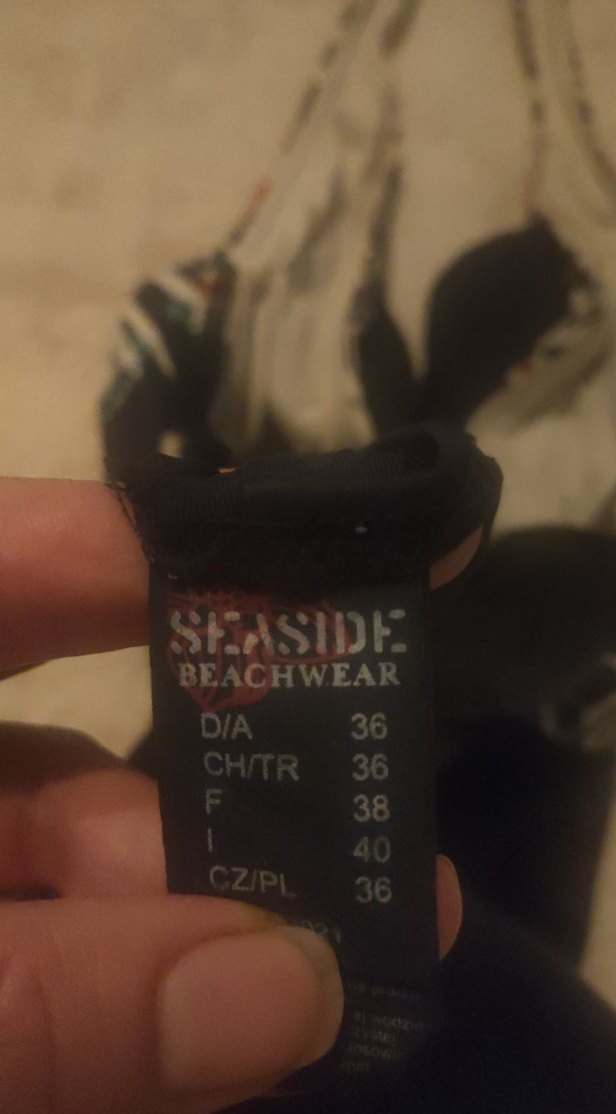 SEASIDE
BEACHWEAR
D/A 36
CH/TR 36
F 38
I 40
CZ/PL 36